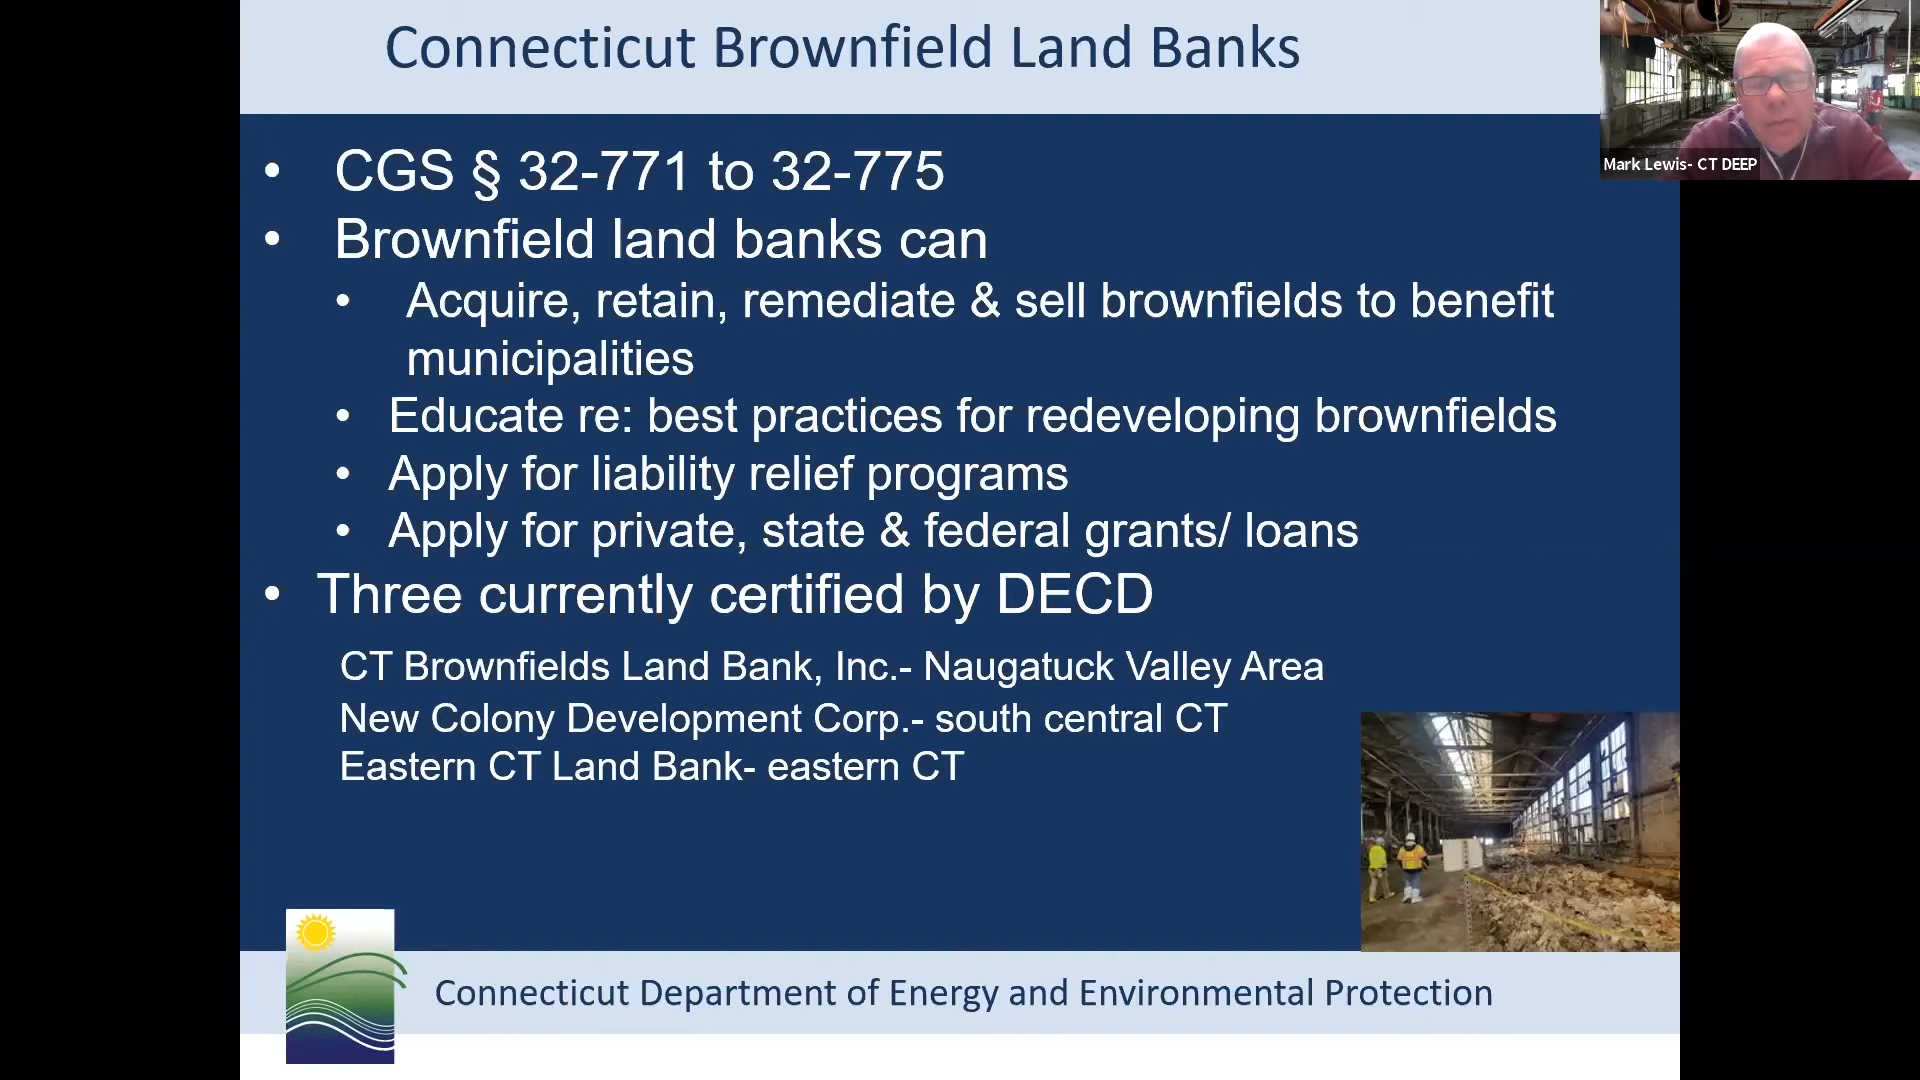 Connecticut Brownfield Land Banks
Mark Lewis- CT DEEP
• CGS § 32-771 to 32-775
• Brownfield land banks can
• Acquire, retain, remediate & sell brownfields to benefit
municipalities
• Educate re: best practices for redeveloping brownfields
• Apply for liability relief programs
• Apply for private, state & federal grants/ loans
• Three currently certified by DECD
CT Brownfields Land Bank, Inc.- Naugatuck Valley Area
New Colony Development Corp.- south central CT
Eastern CT Land Bank- eastern CT
Connecticut Department of Energy and Environmental Protection